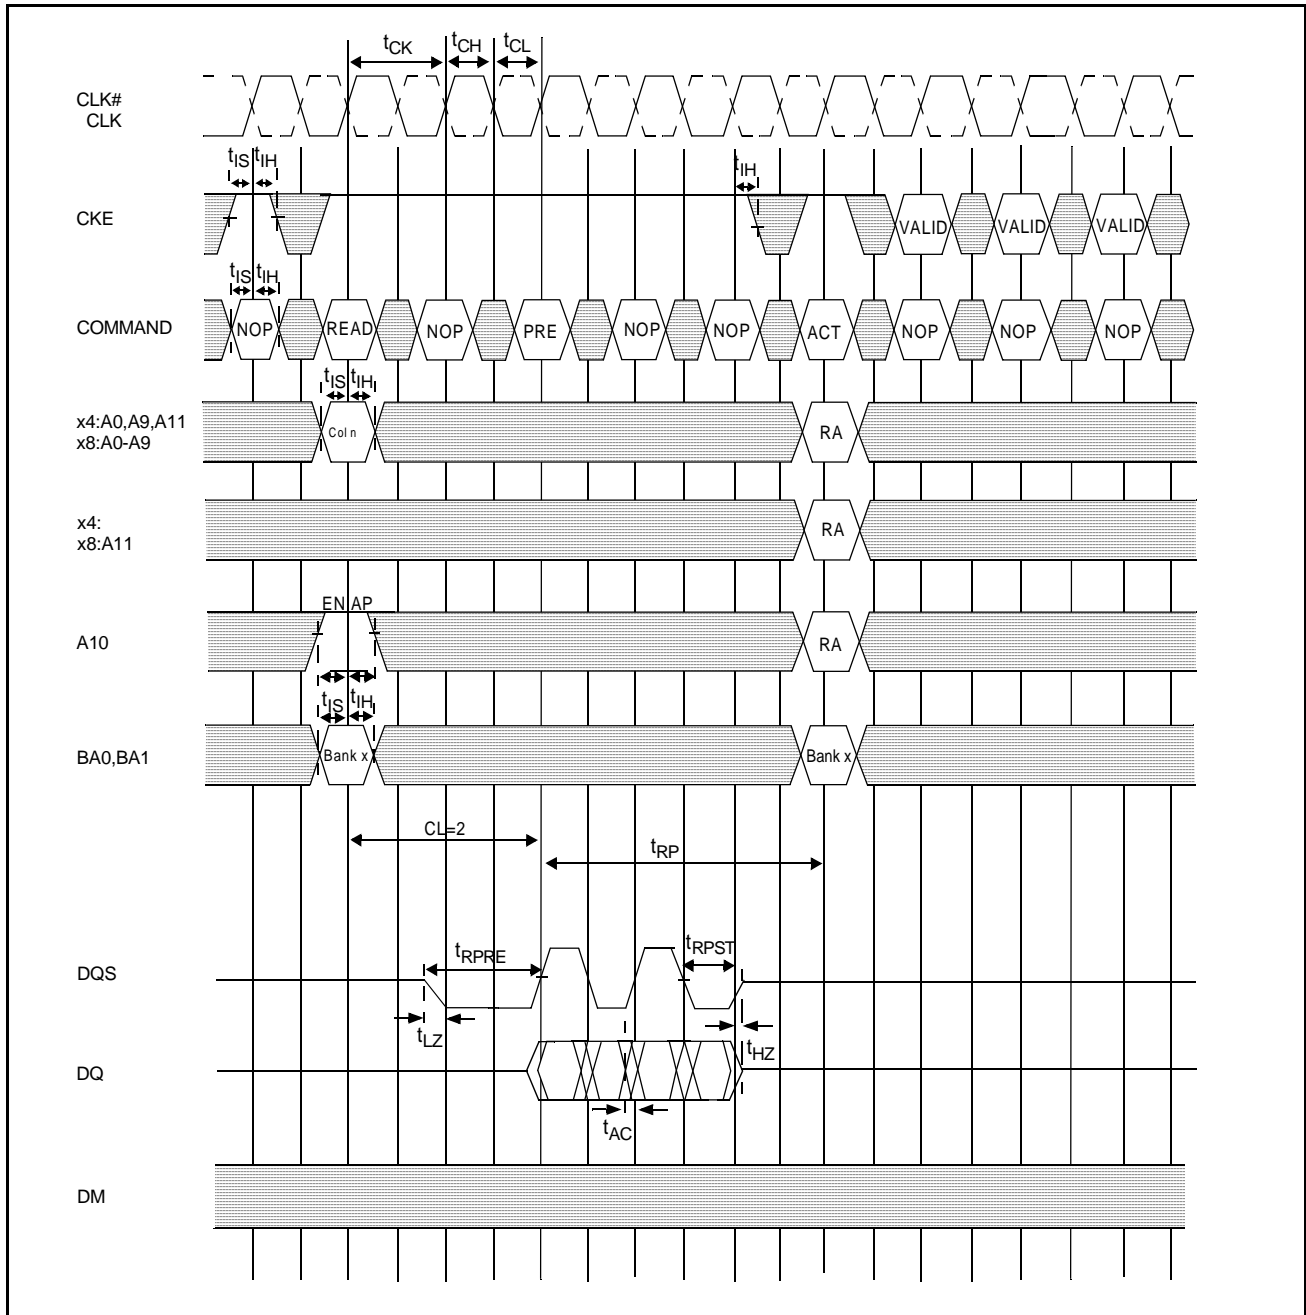 tCK tCH tCL
CLK#
CLK
tIS tIH tIH
CKE VALID VALID VALID
tIS tIH
COMMAND NOP READ NOP PRE NOP NOP ACT NOP NOP NOP
tIS tIH
x4:A0,A9,A11
x8:A0-A9
Col n RA
x4:
x8:A11
RA
EN AP
A10 RA
tIS tIH
BA0,BA1 Bank x Bank x
CL=2
tRP
tRPRE tRPST
DQS
tLZ tHZ
DQ
tAC
DM